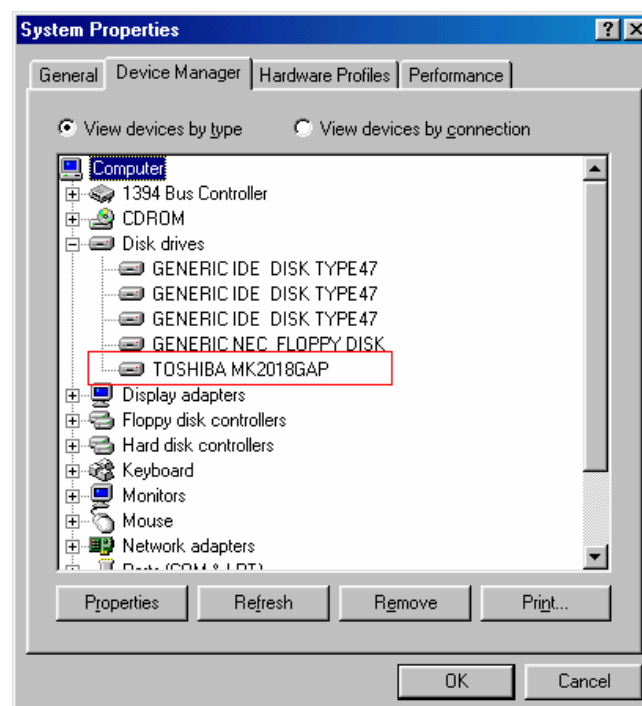 System Properties
General Device Manager Hardware Profiles Performance
View devices by type View devices by connection
Computer
1394 Bus Controller
CDROM
Disk drives
GENERIC IDE DISK TYPE47
GENERIC IDE DISK TYPE47
GENERIC IDE DISK TYPE47
GENERIC NEC FLOPPY DISK
TOSHIBA MK2018GAP
Display adapters
Floppy disk controllers
Hard disk controllers
Keyboard
Monitors
Mouse
Network adapters
Ports (COM & LPT)
Properties Refresh Remove Print...
OK Cancel